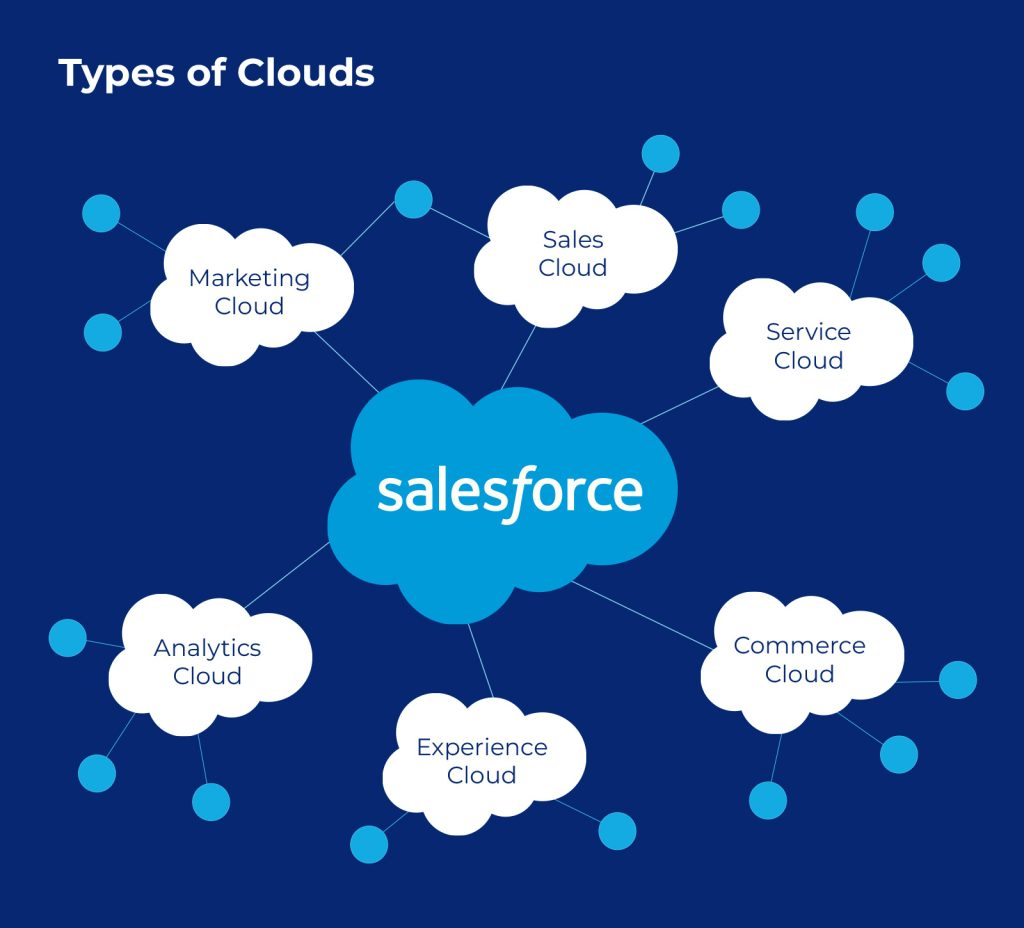 Types of Clouds
Marketing
Cloud
Sales
Cloud
Service
Cloud
salesforce
Analytics
Cloud
Experience
Cloud
Commerce
Cloud